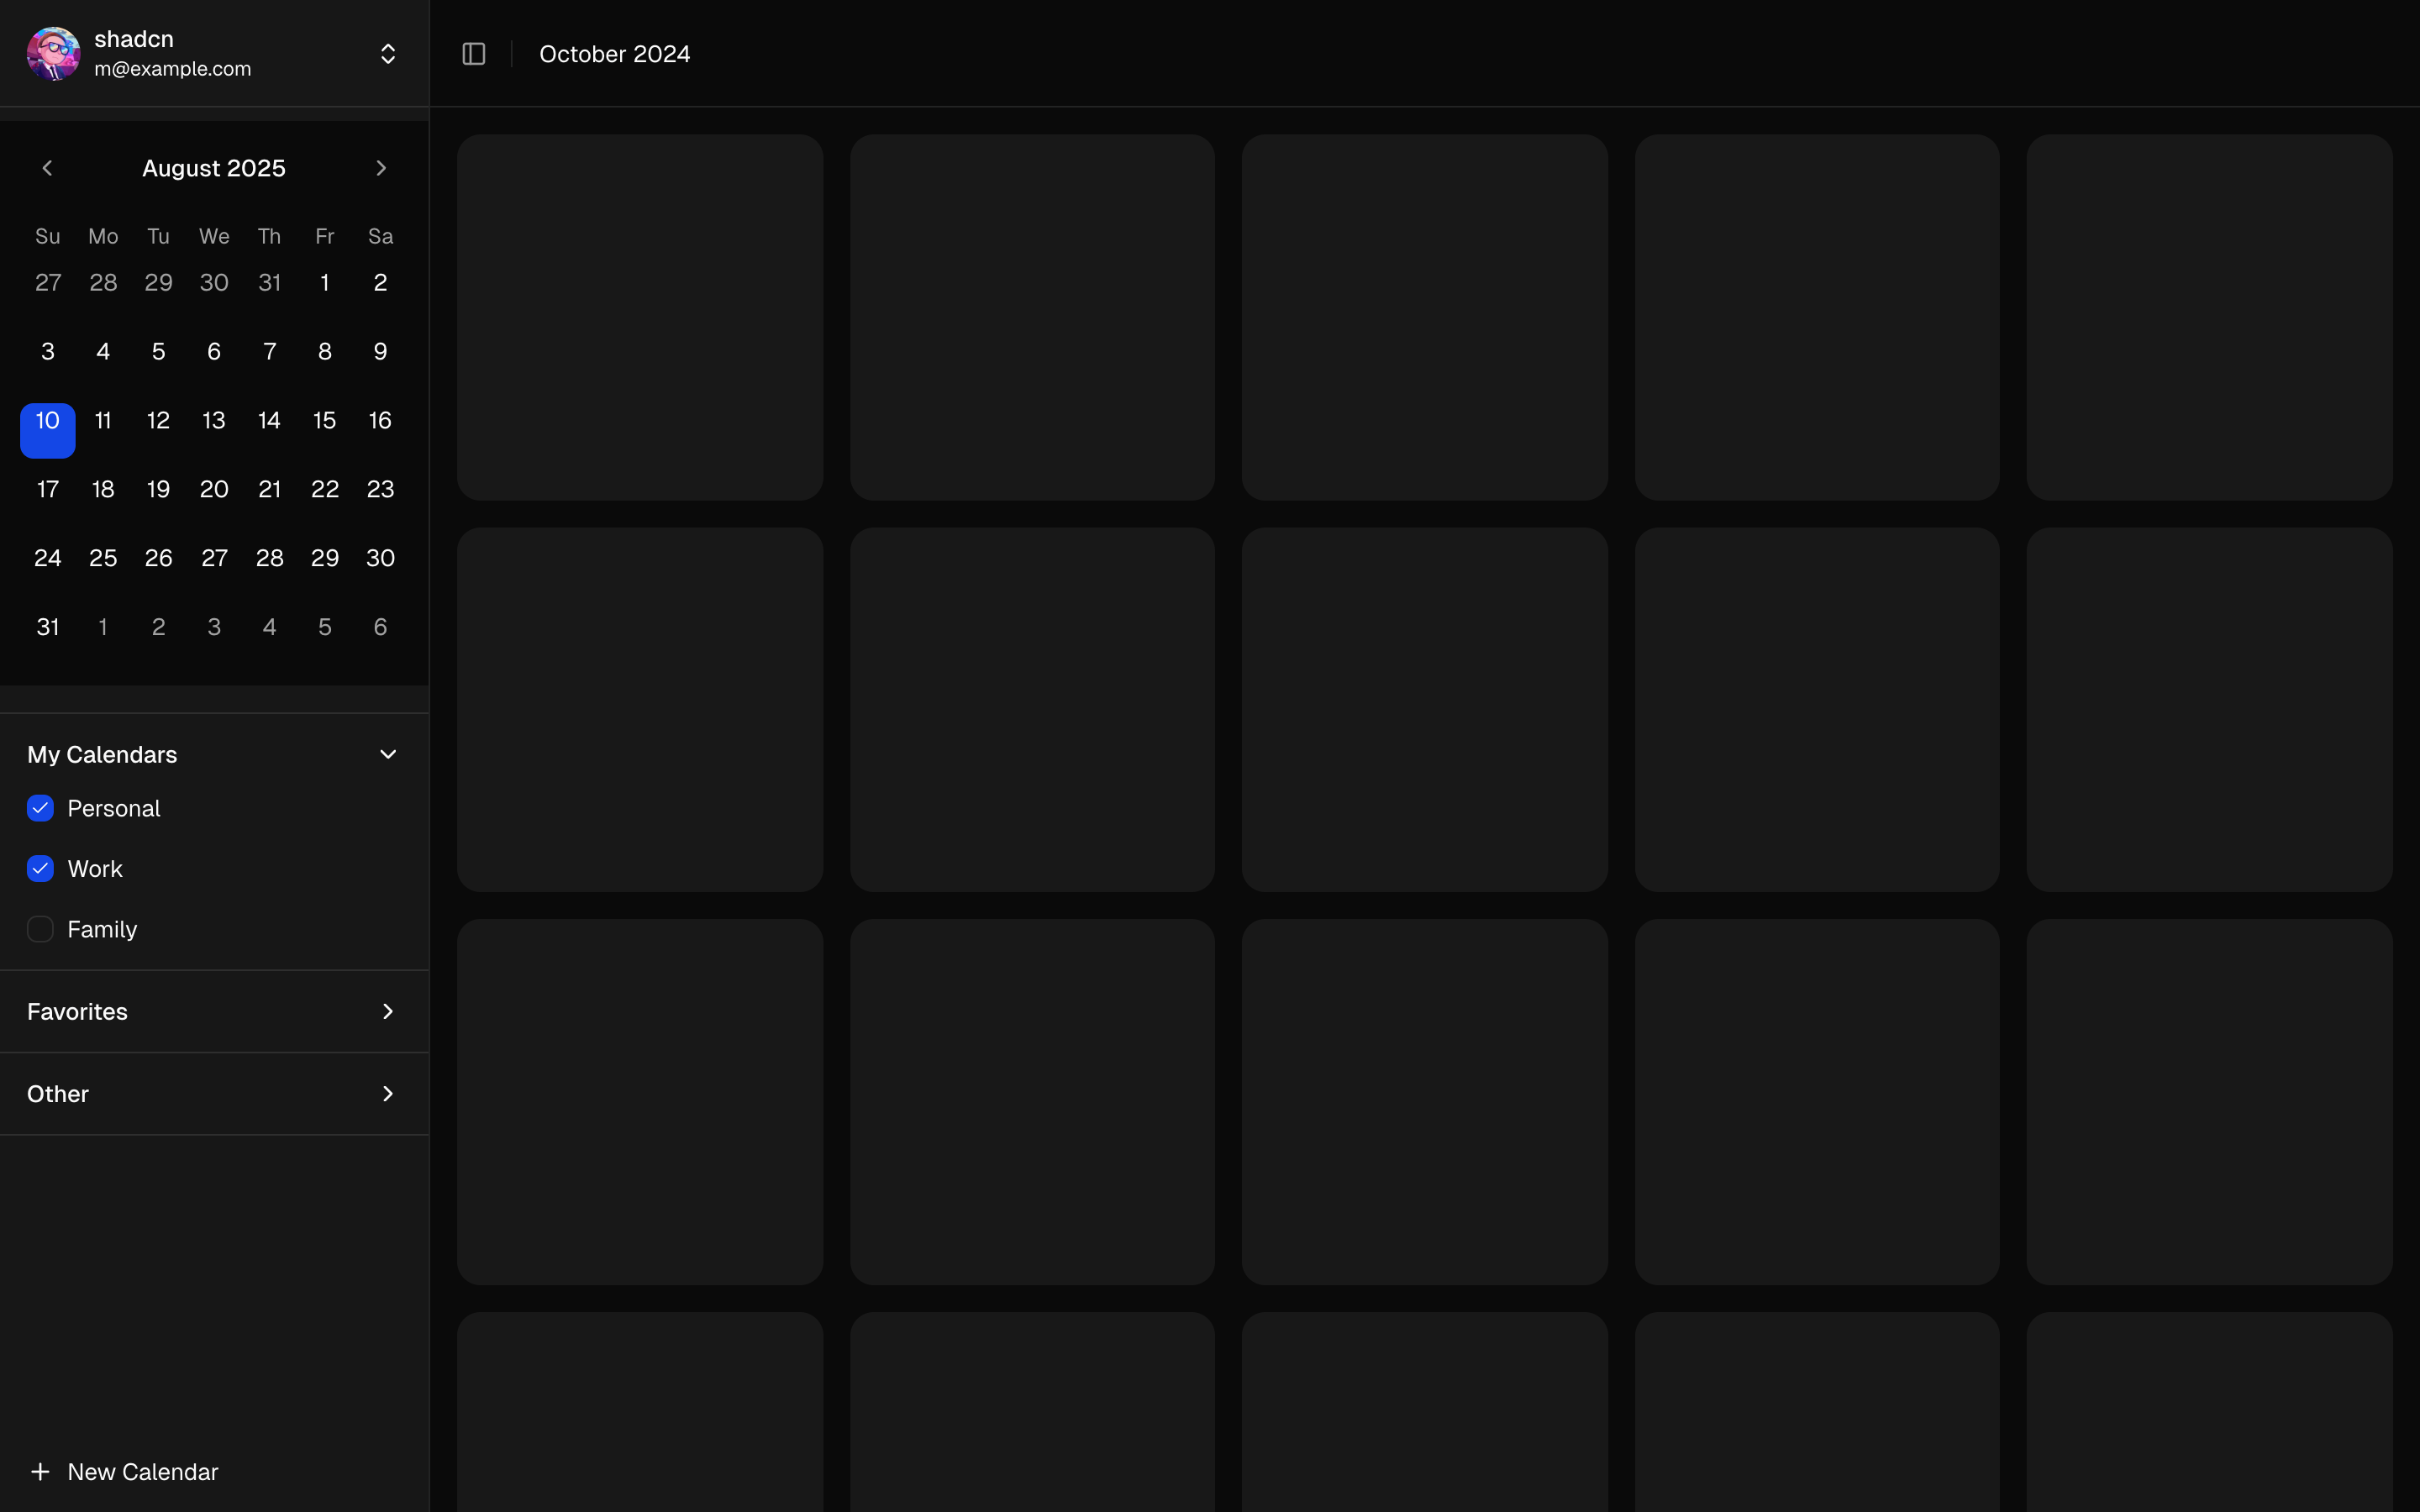 shadcn
m@example.com
October 2024
August 2025
Su Mo Tu We Th Fr Sa
27 28 29 30 31 1 2
3 4 5 6 7 8 9
10 11 12 13 14 15 16
17 18 19 20 21 22 23
24 25 26 27 28 29 30
31 1 2 3 4 5 6
My Calendars
Personal
Work
Family
Favorites
Other
New Calendar